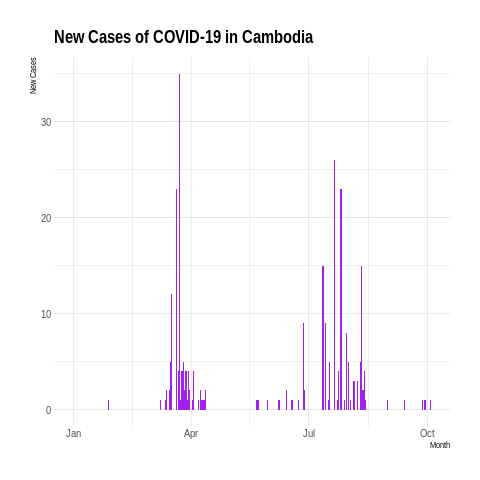 New Cases of COVID-19 in Cambodia
New Cases
30
20
10
0
Jan Apr Jul Oct
Month